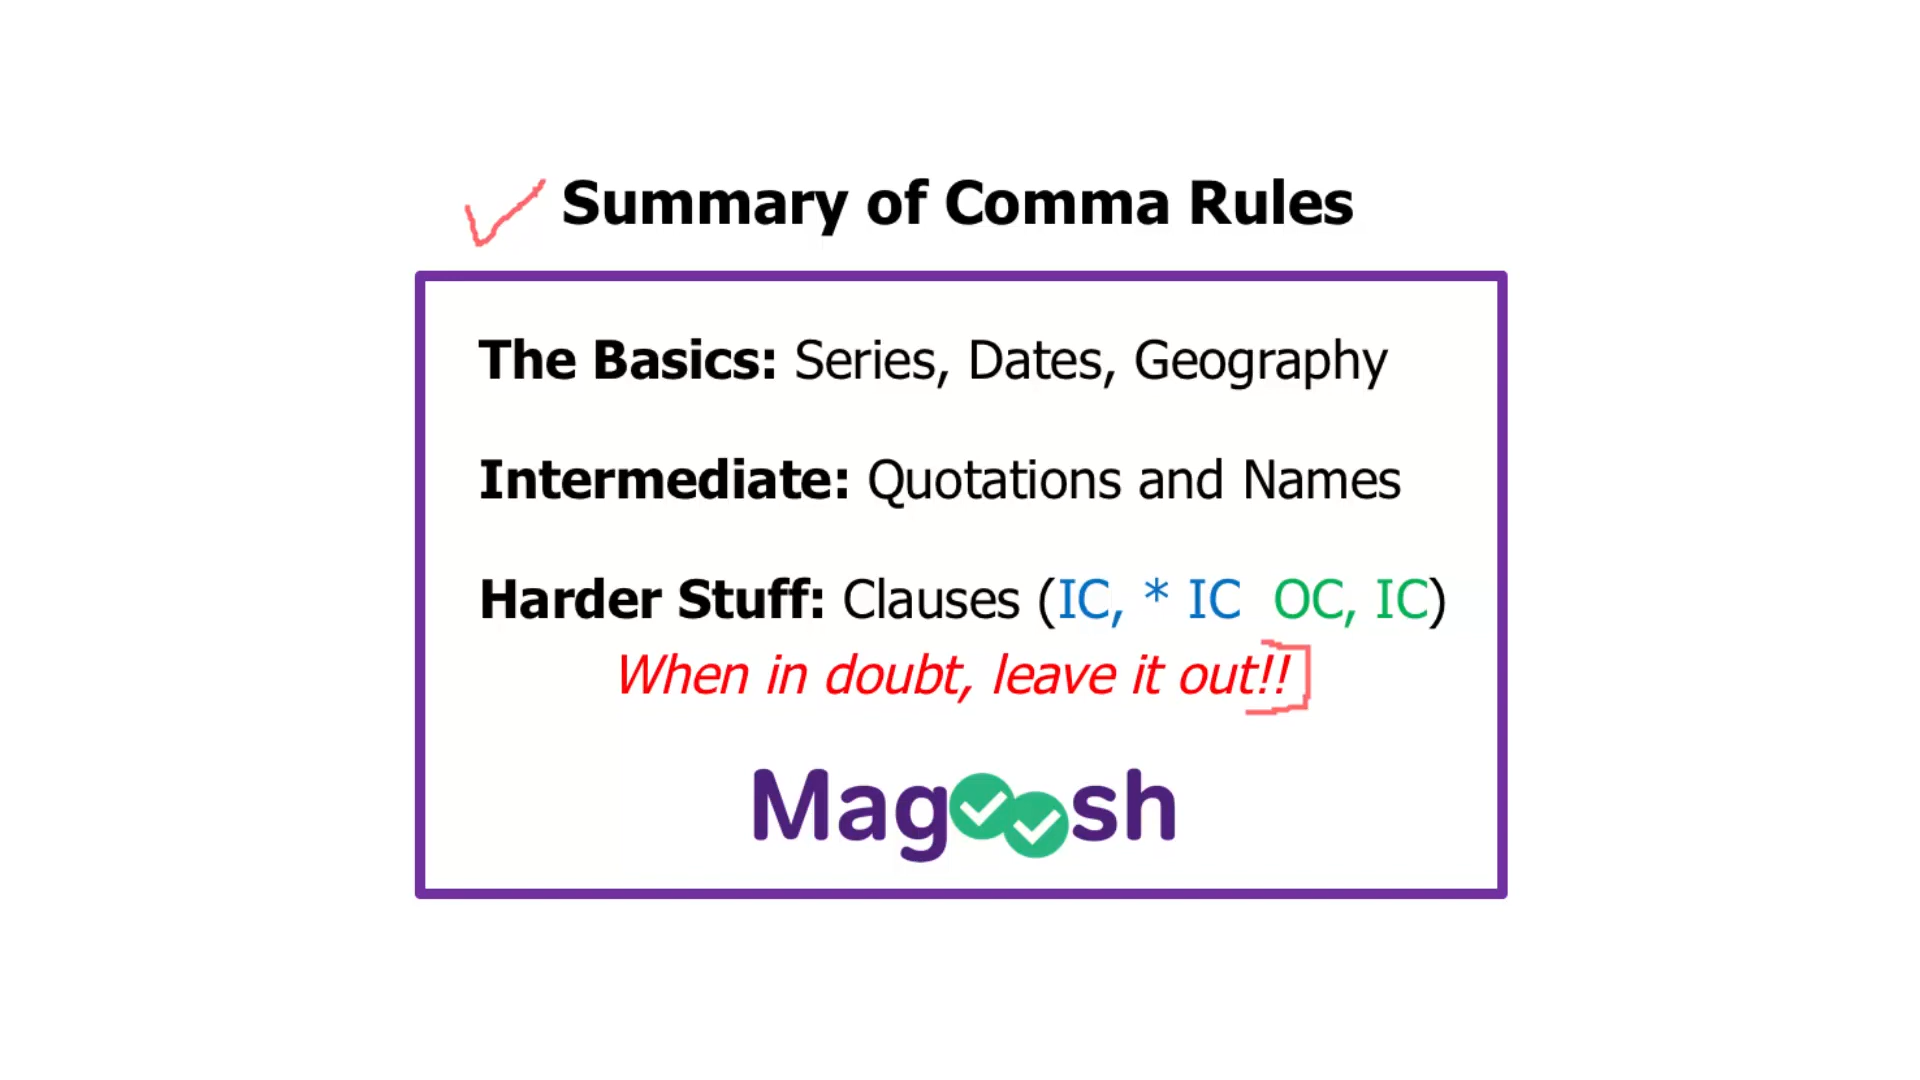 Summary of Comma Rules
The Basics: Series, Dates, Geography
Intermediate: Quotations and Names
Harder Stuff: Clauses (IC, * IC OC, IC)
When in doubt, leave it out!!
Magoosh